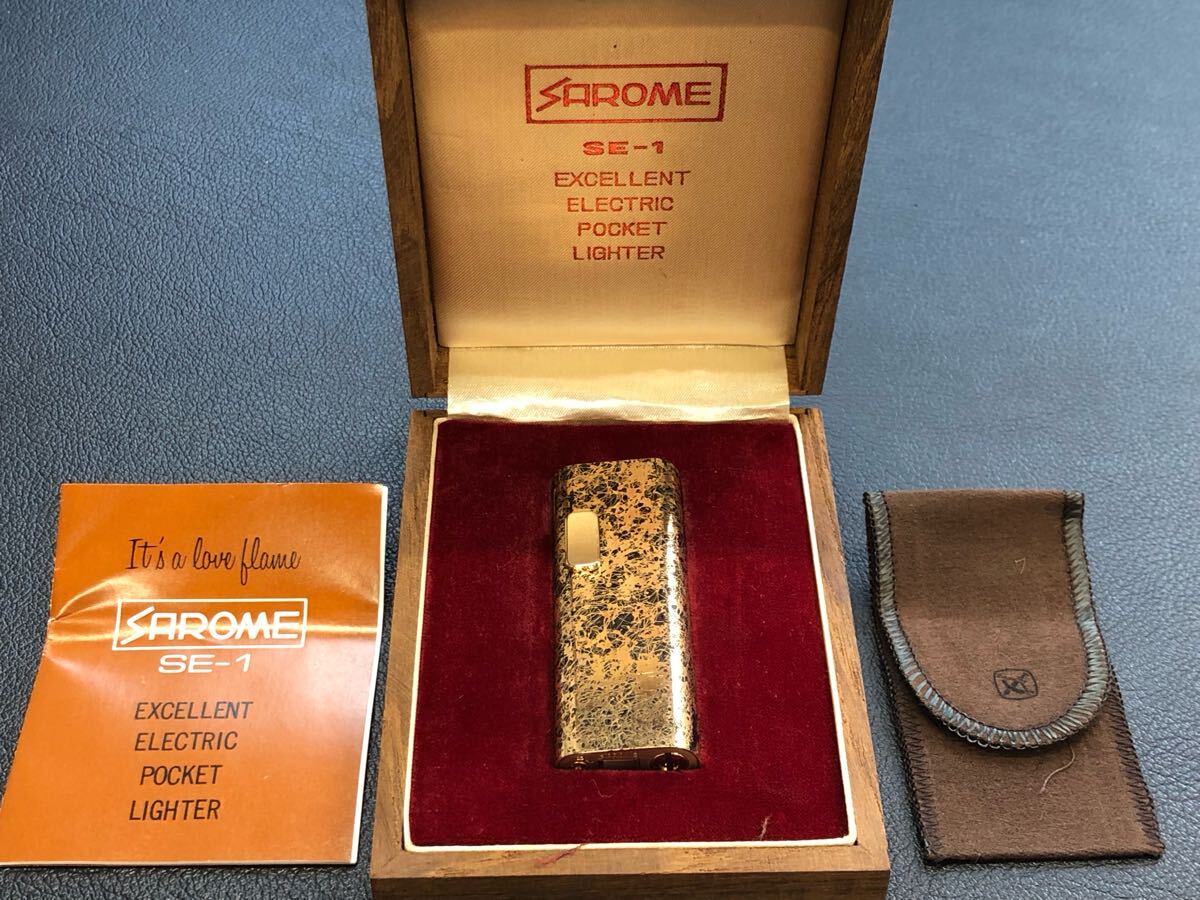 SAROME
SE-1
EXCELLENT
ELECTRIC
POCKET
LIGHTER
It's a love flame
SAROME
SE-1
EXCELLENT
ELECTRIC
POCKET
LIGHTER